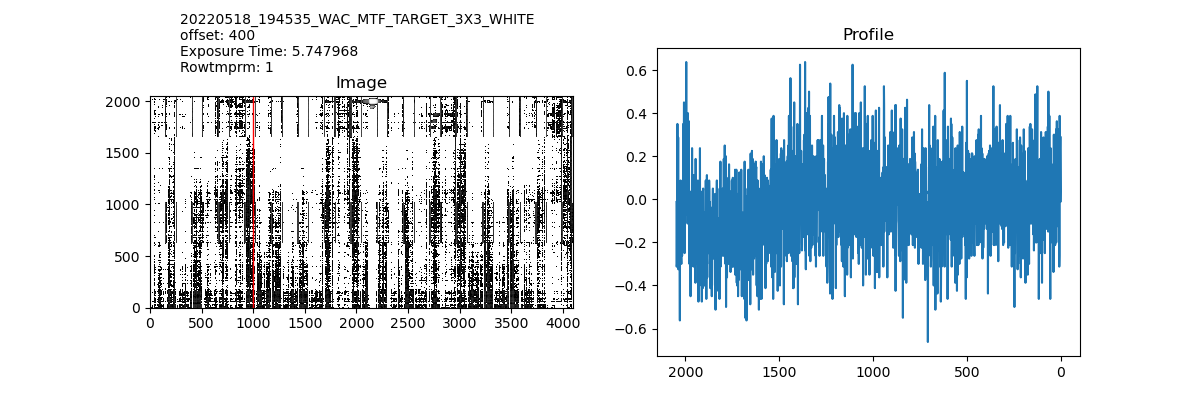 20220518_194535_WAC_MTF_TARGET_3X3_WHITE
offset: 400
Exposure Time: 5.747968
Rowtmprm: 1
Image
2000
1500
1000
500
0
0 500 1000 1500 2000 2500 3000 3500 4000
Profile
0.6
0.4
0.2
0.0
−0.2
−0.4
−0.6
2000 1500 1000 500 0